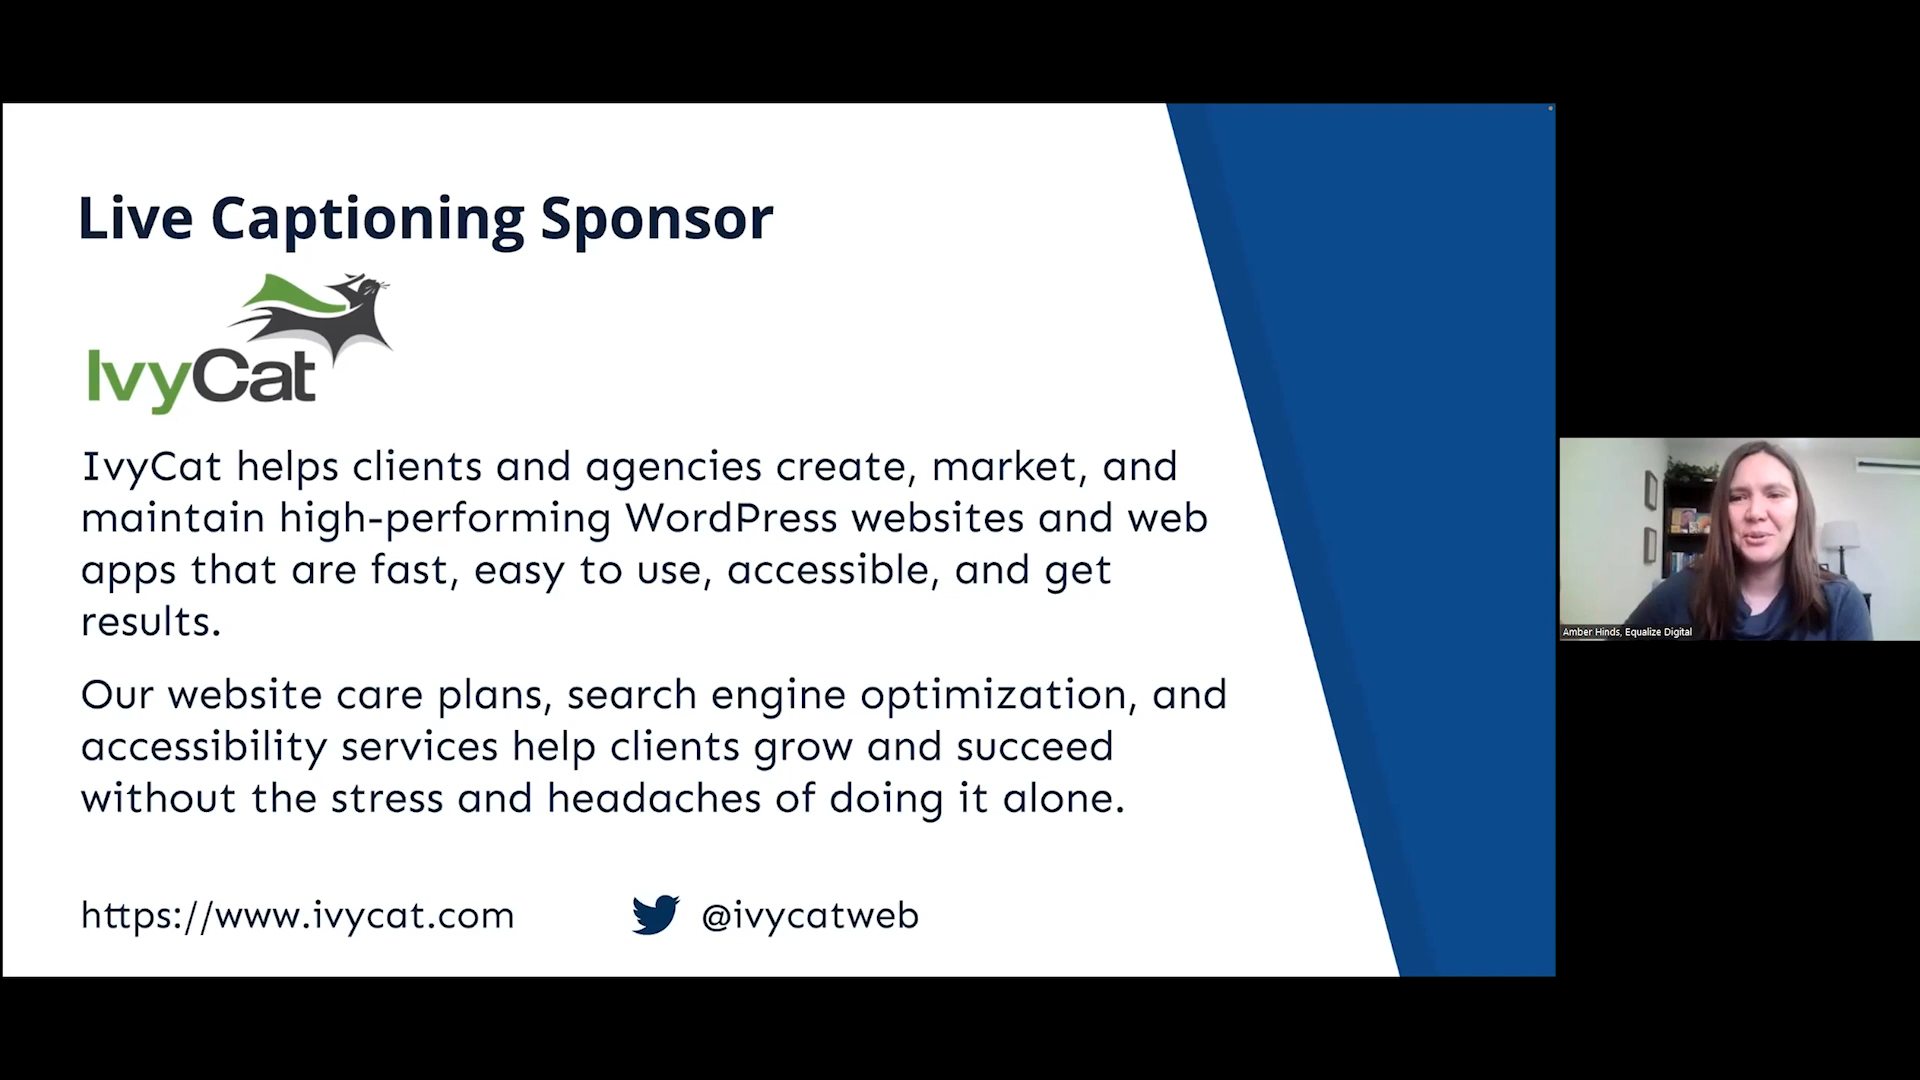 Live Captioning Sponsor
IvyCat
IvyCat helps clients and agencies create, market, and
maintain high-performing WordPress websites and web
apps that are fast, easy to use, accessible, and get
results.
Our website care plans, search engine optimization, and
accessibility services help clients grow and succeed
without the stress and headaches of doing it alone.
https://www.ivycat.com
@ivycatweb
Amber Hinds, Equalize Digital